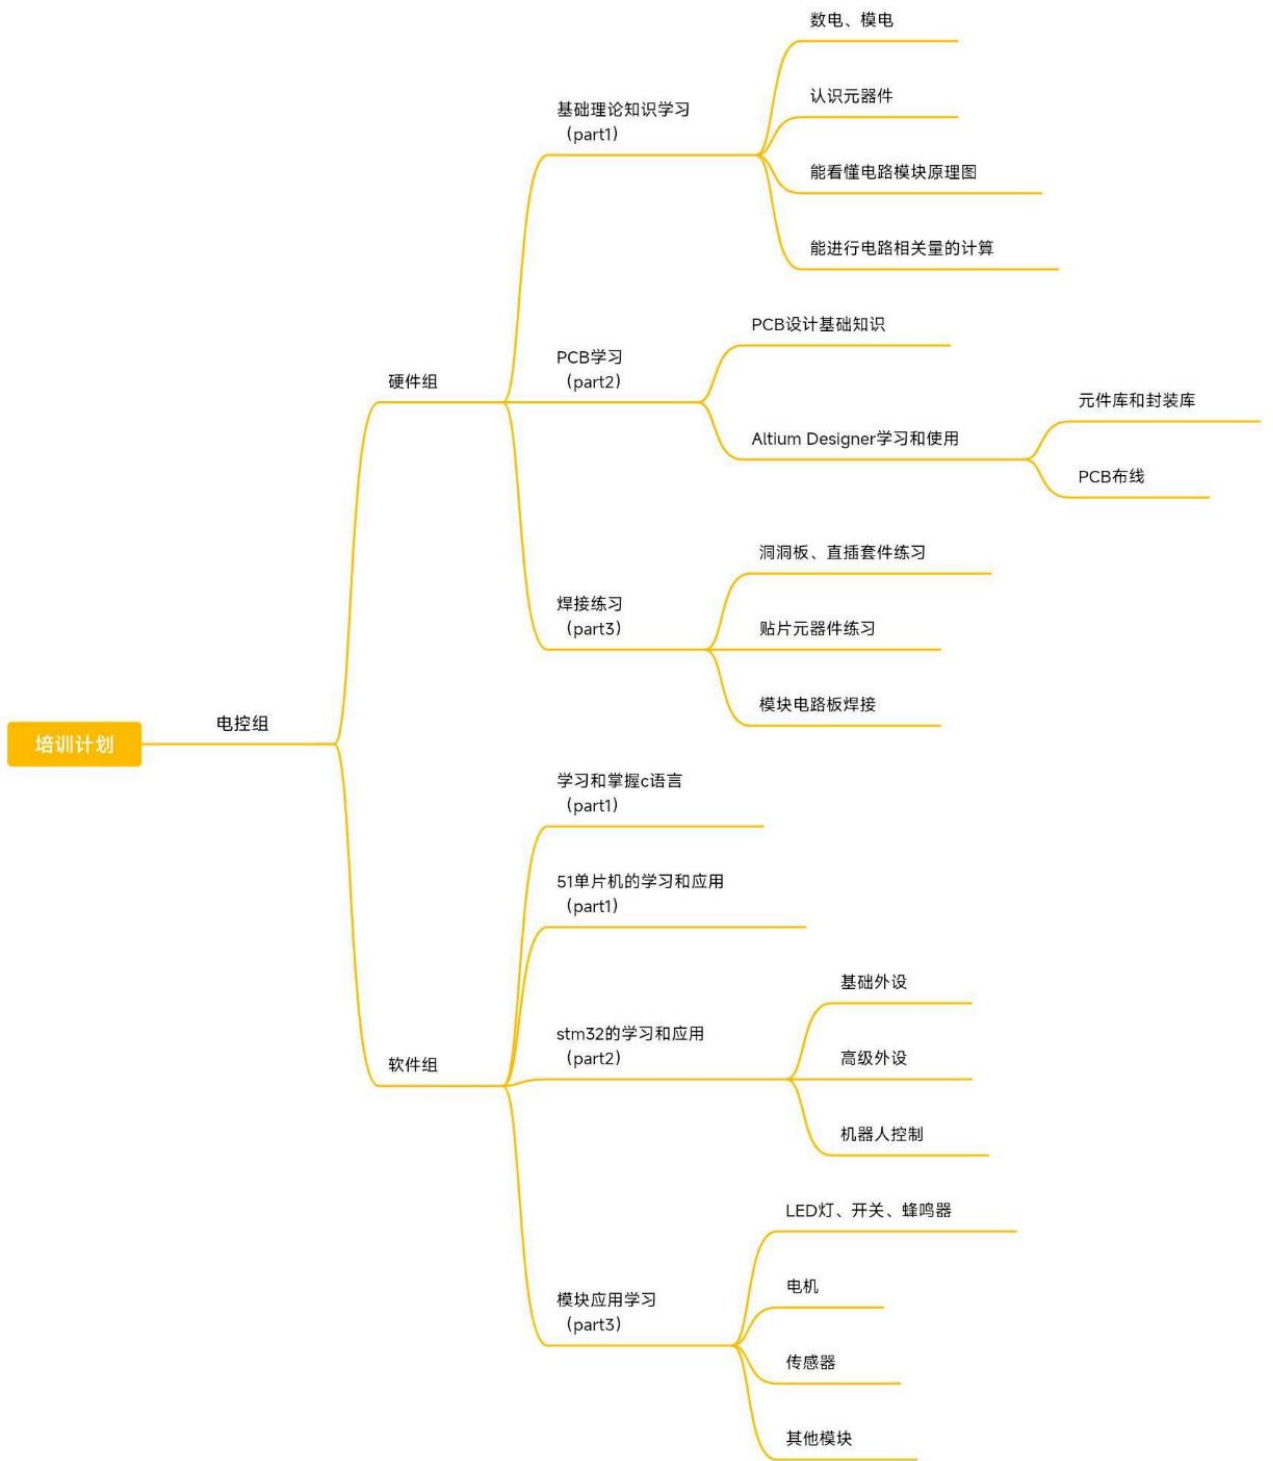 数电、模电
认识元器件
基础理论知识学习
（part1）
能看懂电路模块原理图
能进行电路相关量的计算
PCB设计基础知识
PCB学习
（part2）
硬件组
元件库和封装库
Altium Designer学习和使用
PCB布线
洞洞板、直插套件练习
焊接练习
（part3）
贴片元器件练习
模块电路板焊接
电控组
培训计划
学习和掌握c语言
（part1）
51单片机的学习和应用
（part1）
基础外设
stm32的学习和应用
（part2）
高级外设
软件组
机器人控制
LED灯、开关、蜂鸣器
电机
模块应用学习
（part3）
传感器
其他模块